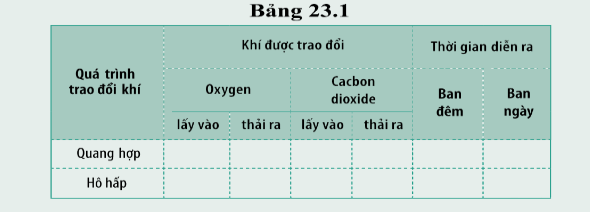 Bảng 23.1
Khí được trao đổi
Thời gian diễn ra
Quá trình
trao đổi khí
Oxygen
Cacbon
dioxide
Ban
đêm
Ban
ngày
lấy vào
thải ra
lấy vào
thải ra
Quang hợp
Hô hấp